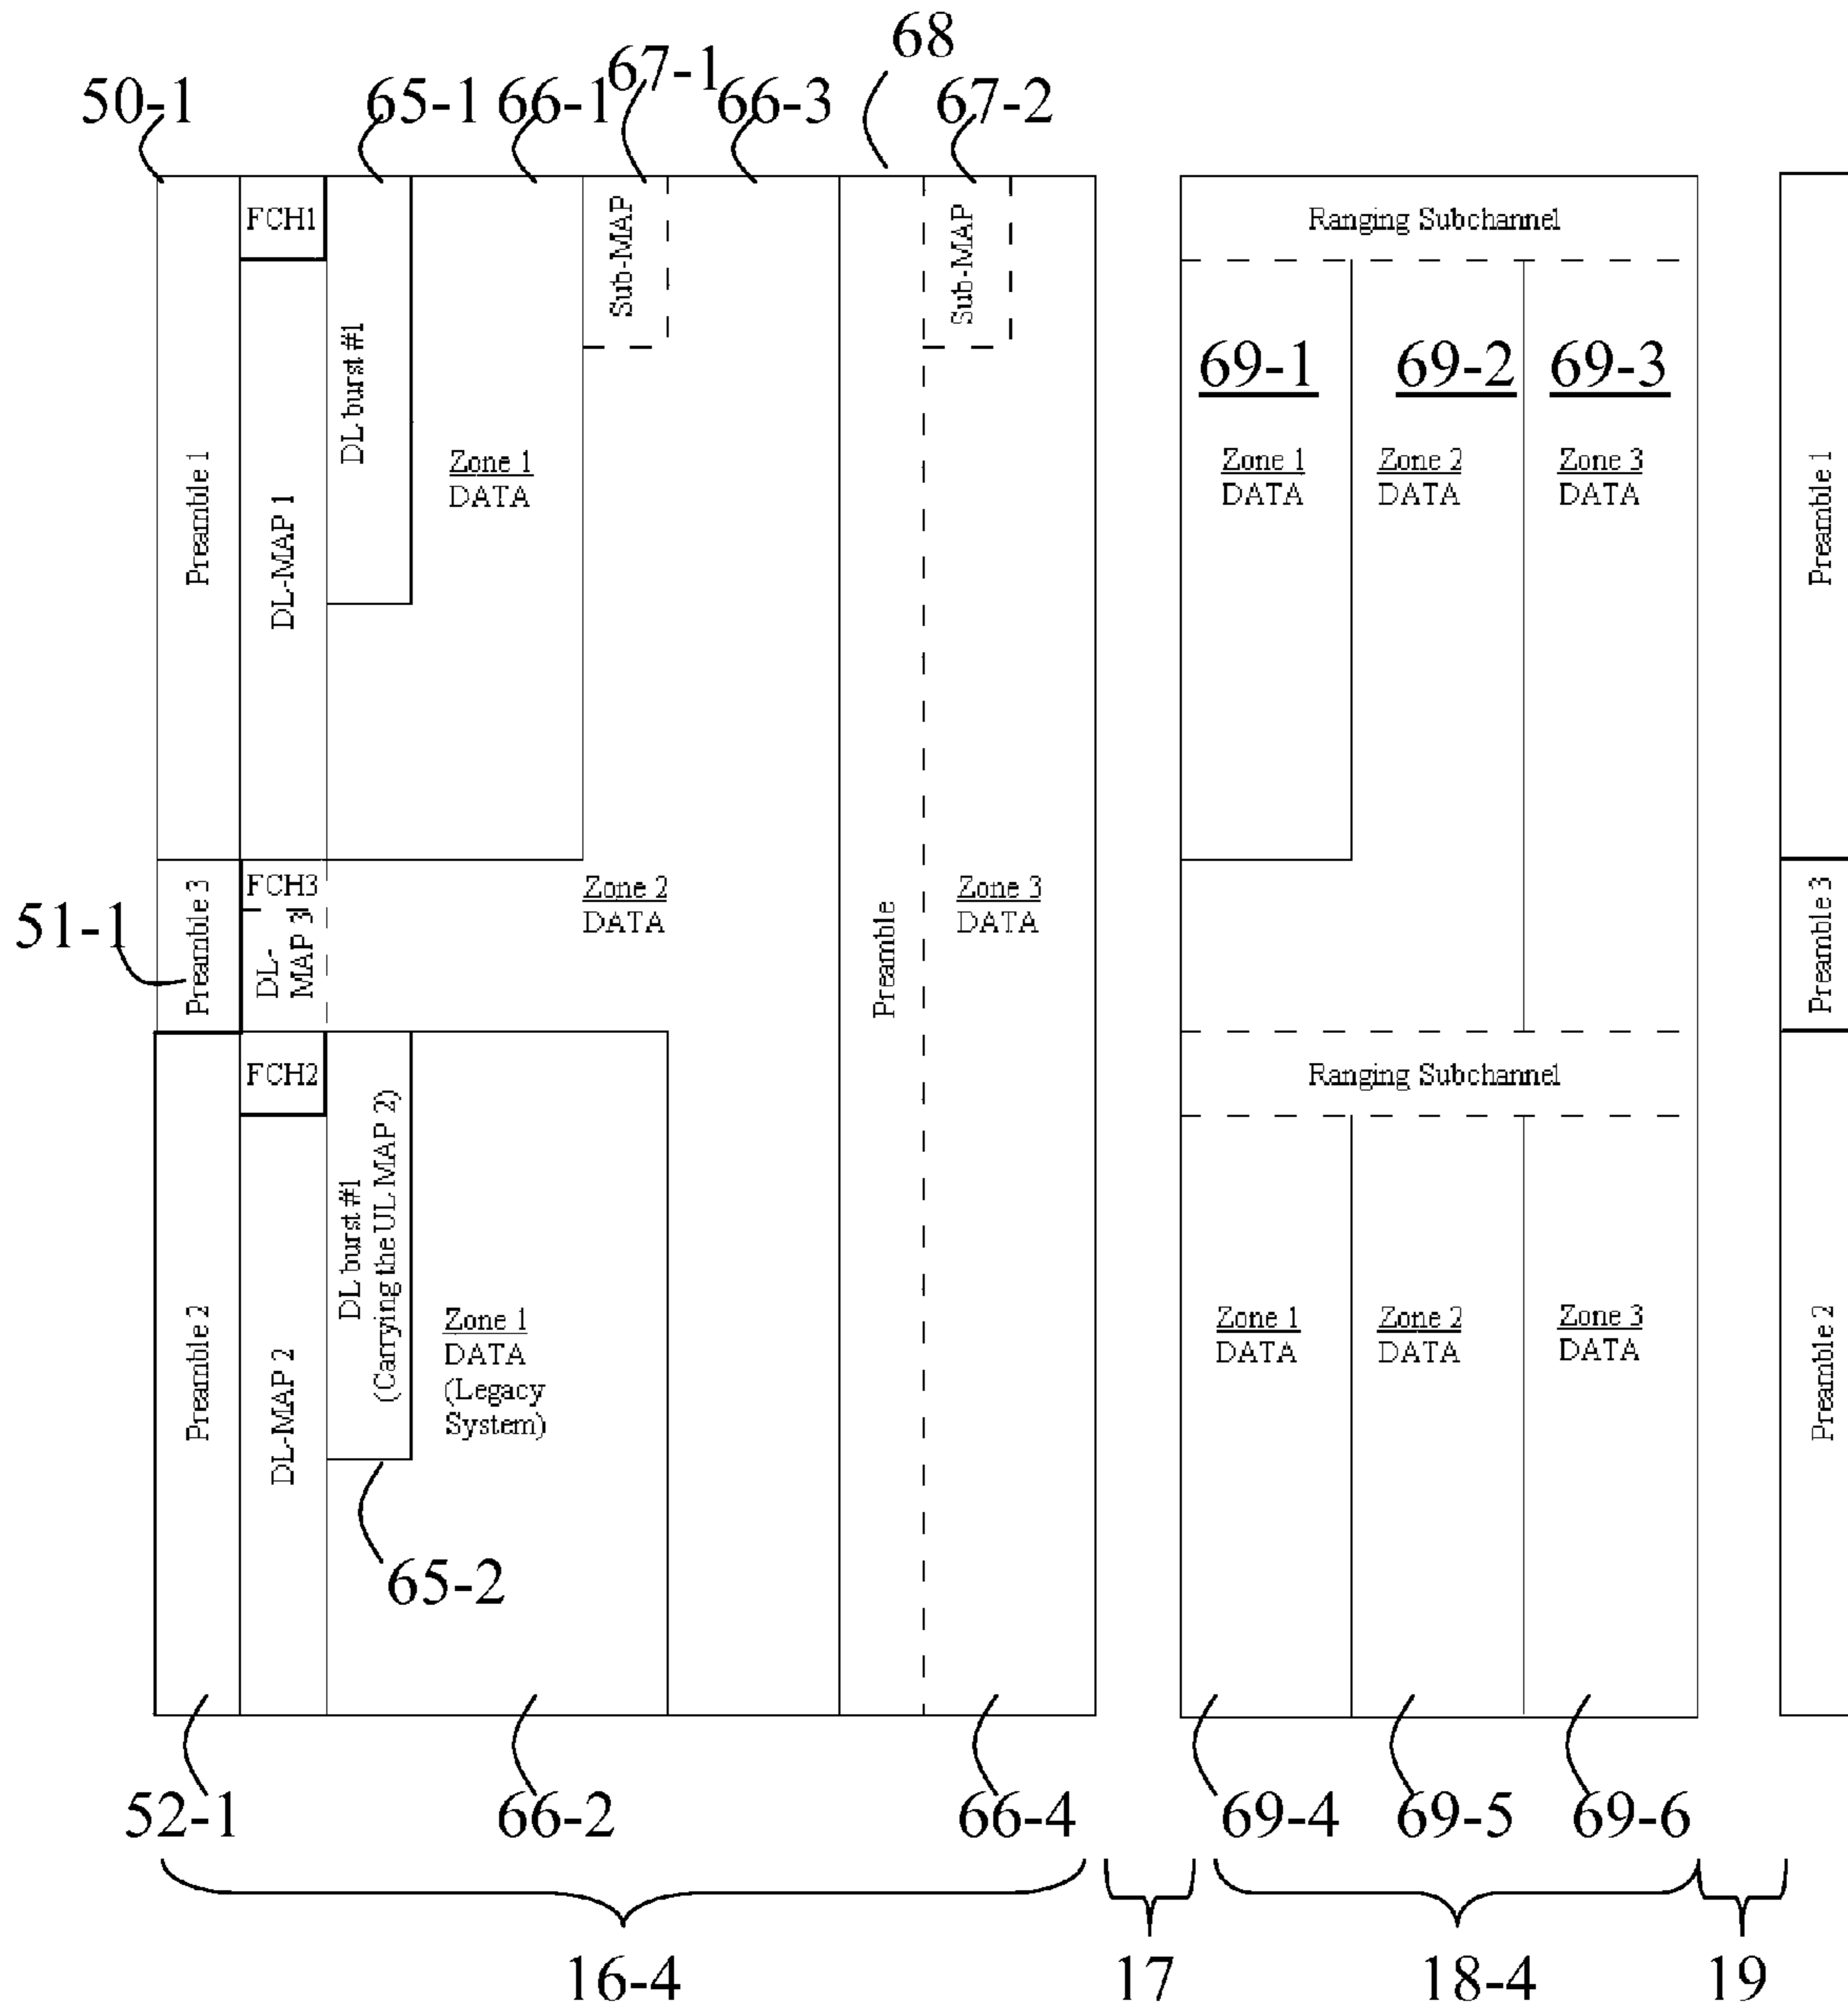 68
67-1
50-1
65-1
66-1
66-3
67-2
FCH1
Sub-MAP
Sub-MAP
Ranging Subchannel
Preamble 1
DL-MAP 1
DL burst #1
Zone 1
DATA
69-1
69-2
69-3
Zone 1
DATA
Zone 2
DATA
Zone 3
DATA
Preamble 1
51-1
Preamble 3
FCH3
DL-
MAP 3
Zone 2
DATA
Preamble
Zone 3
DATA
Preamble 3
FCH2
Ranging Subchannel
Preamble 2
DL-MAP 2
DL burst #1
(Carrying the UL-MAP 2)
Zone 1
DATA
(Legacy
System)
Zone 1
DATA
Zone 2
DATA
Zone 3
DATA
Preamble 2
65-2
52-1
66-2
66-4
69-4
69-5
69-6
16-4
17
18-4
19